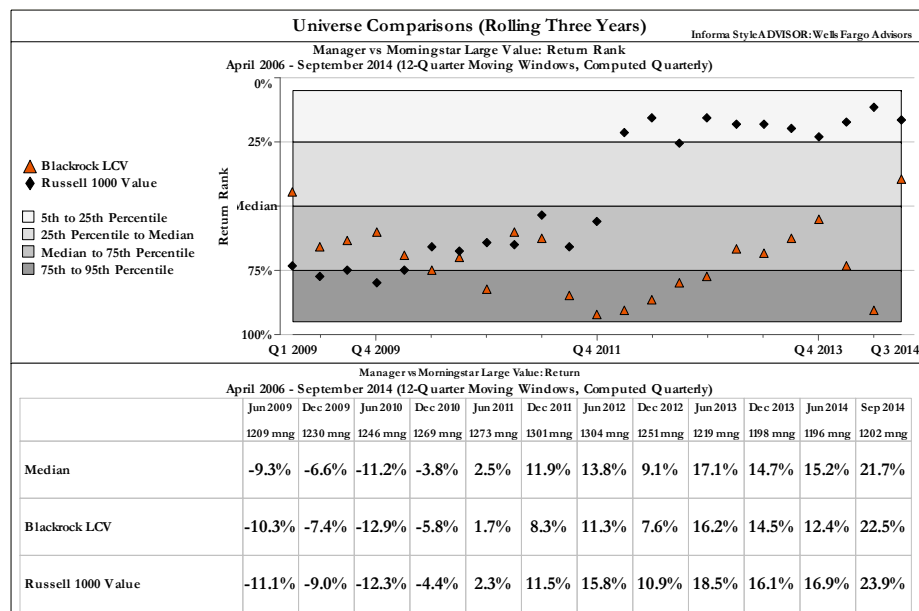 Universe Comparisons (Rolling Three Years)
Informa StyleADVISOR: Wells Fargo Advisors
Manager vs Morningstar Large Value: Return Rank
April 2006 - September 2014 (12-Quarter Moving Windows, Computed Quarterly)
0%
25%
Median
75%
100%
Return Rank
Blackrock LCV
Russell 1000 Value
5th to 25th Percentile
25th Percentile to Median
Median to 75th Percentile
75th to 95th Percentile
Q1 2009 Q4 2009 Q4 2011 Q4 2013 Q3 2014
Manager vs Morningstar Large Value: Return
April 2006 - September 2014 (12-Quarter Moving Windows, Computed Quarterly)
Jun 2009 Dec 2009 Jun 2010 Dec 2010 Jun 2011 Dec 2011 Jun 2012 Dec 2012 Jun 2013 Dec 2013 Jun 2014 Sep 2014
1209 mng 1230 mng 1246 mng 1269 mng 1273 mng 1301 mng 1304 mng 1251 mng 1219 mng 1198 mng 1196 mng 1202 mng
Median -9.3% -6.6% -11.2% -3.8% 2.5% 11.9% 13.8% 9.1% 17.1% 14.7% 15.2% 21.7%
Blackrock LCV -10.3% -7.4% -12.9% -5.8% 1.7% 8.3% 11.3% 7.6% 16.2% 14.5% 12.4% 22.5%
Russell 1000 Value -11.1% -9.0% -12.3% -4.4% 2.3% 11.5% 15.8% 10.9% 18.5% 16.1% 16.9% 23.9%